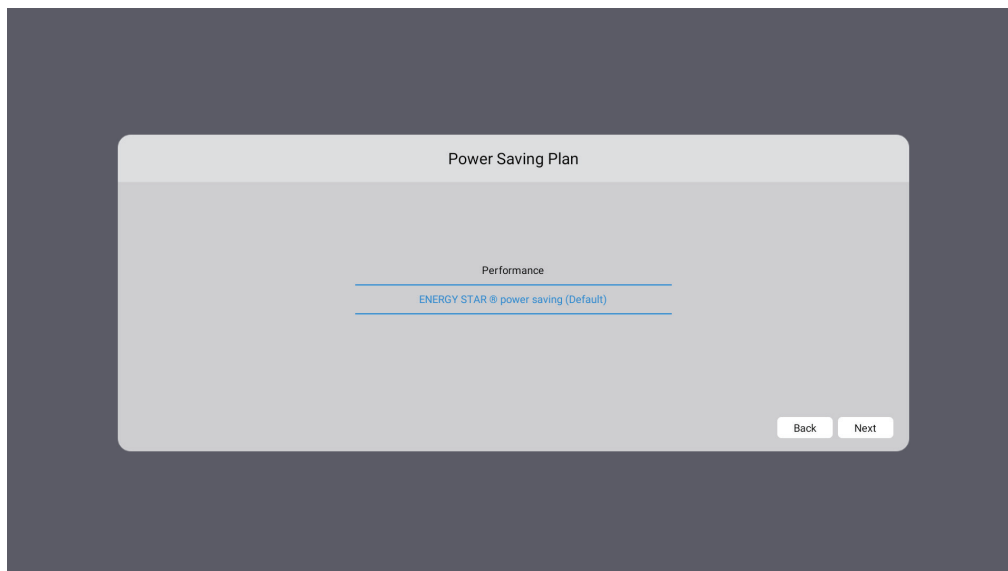 Power Saving Plan
Performance
ENERGY STAR ® power saving (Default)
Back Next